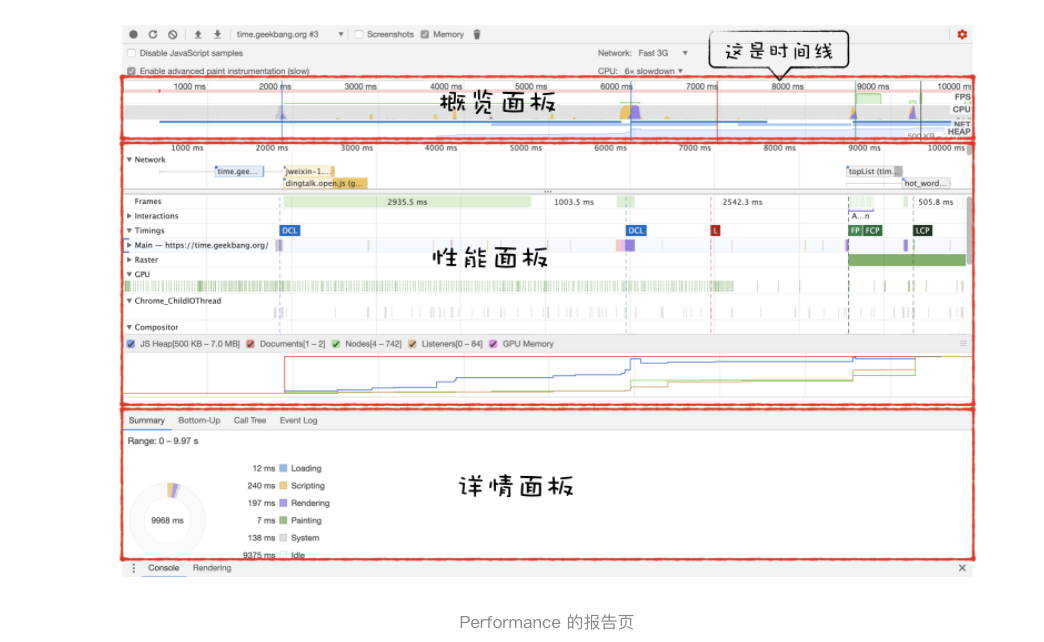 time.geekbang.org #3 Screenshots Memory
Disable JavaScript samples Network: Fast 3G
这是时间线
Enable advanced paint instrumentation (slow) CPU: 6× slowdown
1000 ms 2000 ms 3000 ms 4000 ms 5000 ms 6000 ms 7000 ms 8000 ms 9000 ms 10000 ms
FPS
概览面板
CPU
NET
HEAP
500 KB –
1000 ms 2000 ms 3000 ms 4000 ms 5000 ms 6000 ms 7000 ms 8000 ms 9000 ms 10000 ms
Network
time.gee... jweixin-1.... topList (tim...
dingtalk.open.js (g... hot_word...
Frames 2935.5 ms 1003.5 ms 2542.3 ms 505.8 ms
Interactions A...n
Timings DCL DCL L FP FCP LCP
Main — https://time.geekbang.org/
性能面板
Raster
GPU
Chrome_ChildIOThread
Compositor
JS Heap[500 KB – 7.0 MB] Documents[1 – 2] Nodes[4 – 742] Listeners[0 – 84] GPU Memory
Summary Bottom-Up Call Tree Event Log
Range: 0 – 9.97 s
12 ms Loading
240 ms Scripting
详情面板
197 ms Rendering
9968 ms
7 ms Painting
138 ms System
9375 ms Idle
Console Rendering
Performance 的报告页